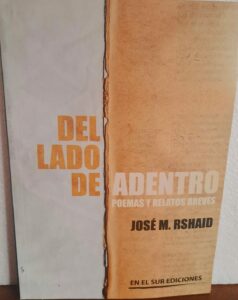 DEL
LADO
DE ADENTRO
POEMAS Y RELATOS BREVES
JOSÉ M. RSHAID
EN EL SUR EDICIONES